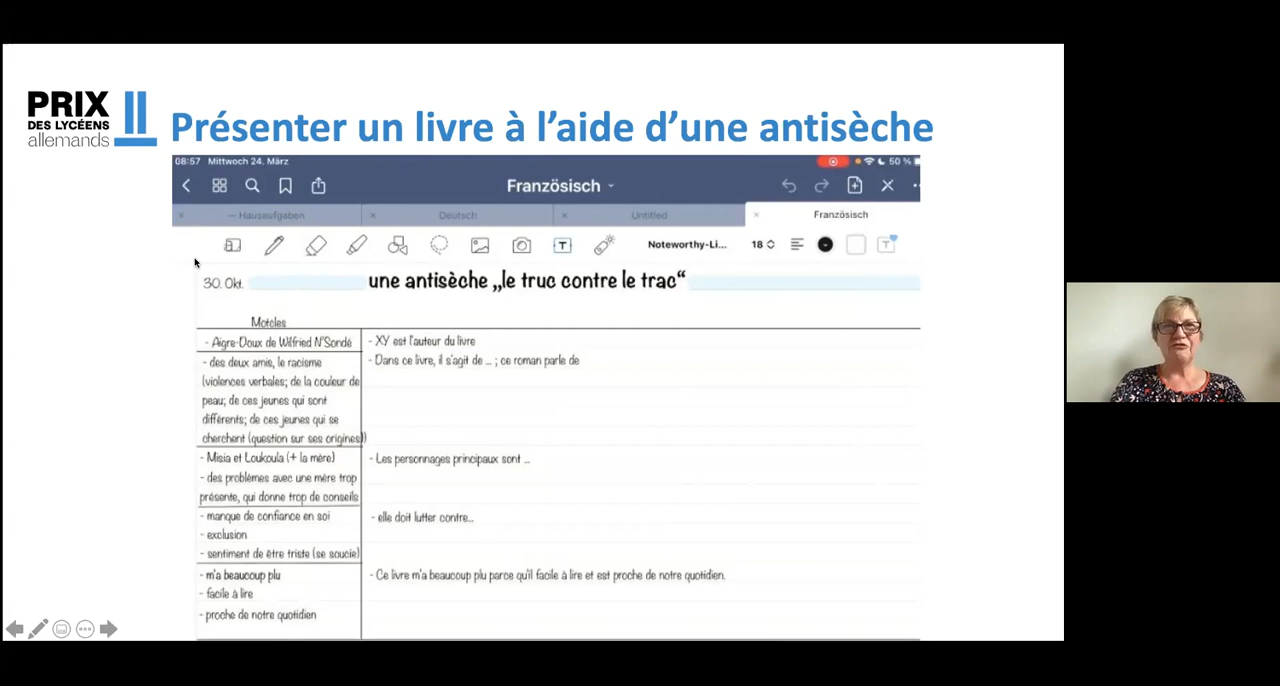 PRIX
DES LYCÉENS
allemands
Présenter un livre à l’aide d’une antisèche
08:57 Mittwoch 24. März
50 %
Französisch
— Hausaufgaben
Deutsch
Untitled
Französisch
Noteworthy-Li...
18
30. Okt.
une antisèche „le truc contre le trac“
Motcles
- Aigre-Doux de Wilfried N'Sondé
- XY est l'auteur du livre
- des deux amis, le racisme
- Dans ce livre, il s'agit de ... ; ce roman parle de
(violences verbales; de la couleur de
peau; de ces jeunes qui sont
différents; de ces jeunes qui se
cherchent (question sur ses origines))
- Misia et Loukoula (+ la mère)
- Les personnages principaux sont ...
- des problèmes avec une mère trop
présente, qui donne trop de conseils
- manque de confiance en soi
- elle doit lutter contre...
- exclusion
- sentiment de être triste (se soucie)
- m'a beaucoup plu
- Ce livre m'a beaucoup plu parce qu'il facile à lire et est proche de notre quotidien.
- facile à lire
- proche de notre quotidien